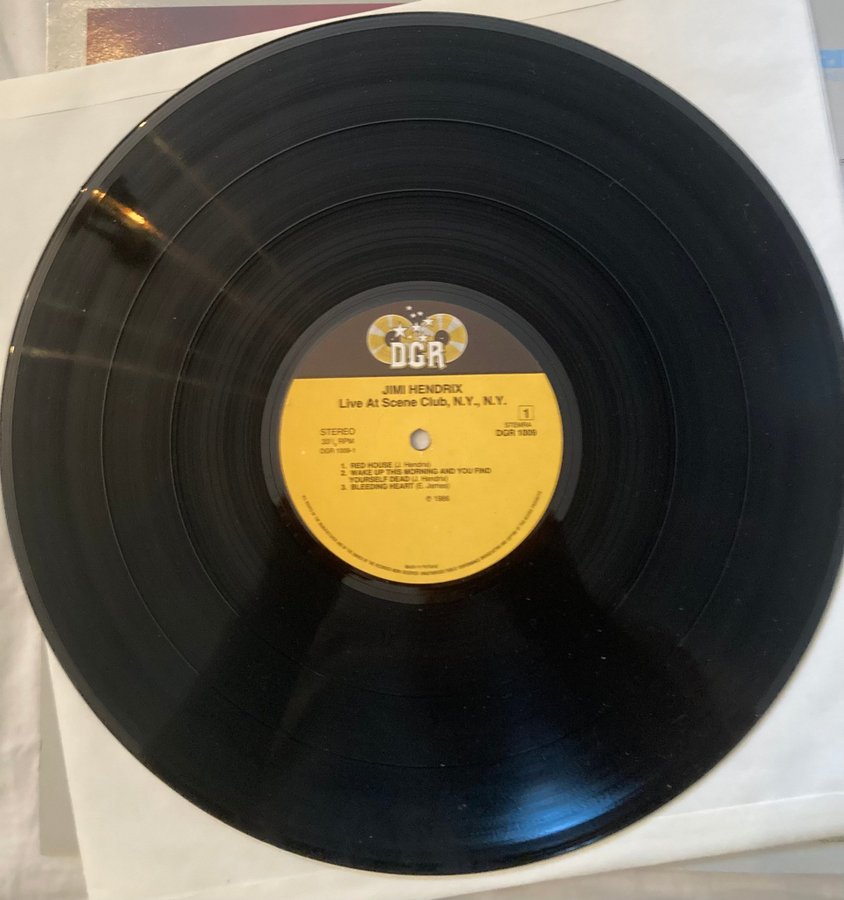 DGR
JIMI HENDRIX
Live At Scene Club, N.Y., N.Y.
1
STEREO
STEMRA
33⅓ RPM
DGR 1009
DGR 1009-1
1. RED HOUSE (J. Hendrix)
2. WAKE UP THIS MORNING AND YOU FIND
YOURSELF DEAD (J. Hendrix)
3. BLEEDING HEART (E. James)
℗ 1986